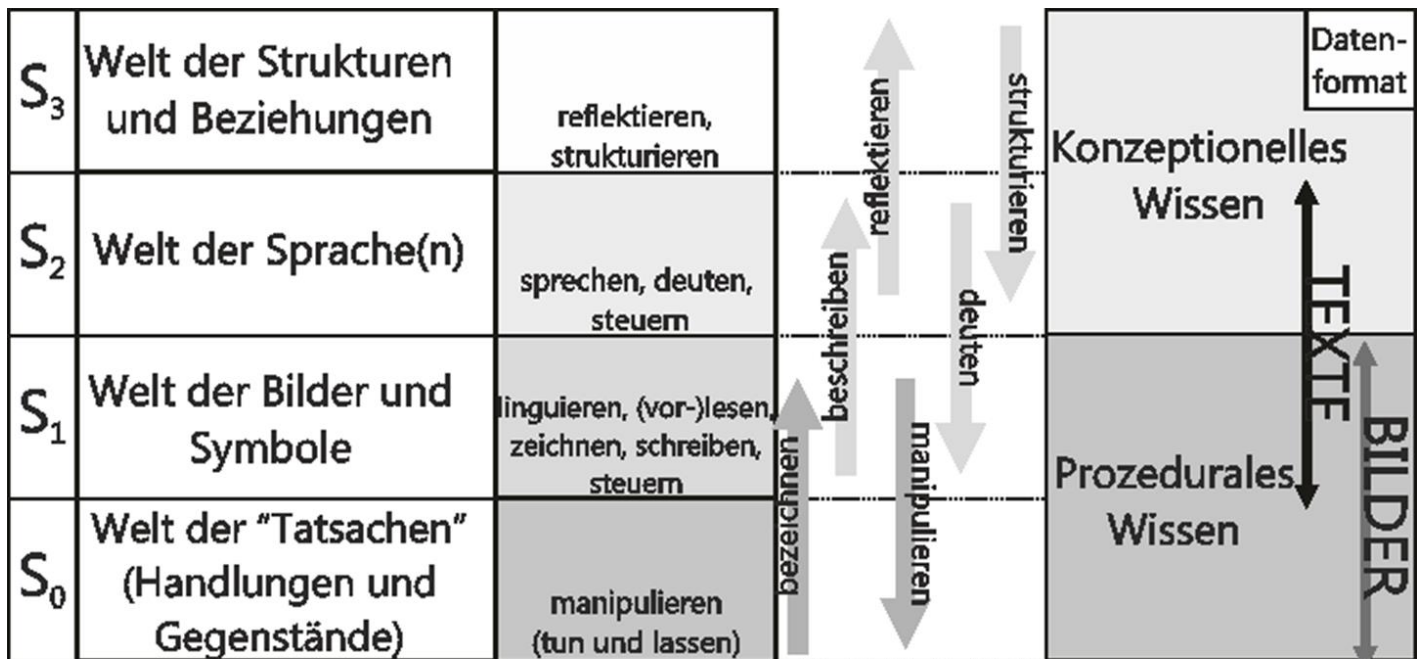 S3
Welt der Strukturen
und Beziehungen
reflektieren,
strukturieren
S2
Welt der Sprache(n)
sprechen, deuten,
steuern
S1
Welt der Bilder und
Symbole
linguieren, (vor-)lesen,
zeichnen, schreiben,
steuern
S0
Welt der "Tatsachen"
(Handlungen und
Gegenstände)
manipulieren
(tun und lassen)
bezeichnen
beschreiben
reflektieren
manipulieren
deuten
strukturieren
Daten-
format
Konzeptionelles
Wissen
Prozedurales
Wissen
TEXTE
BILDER